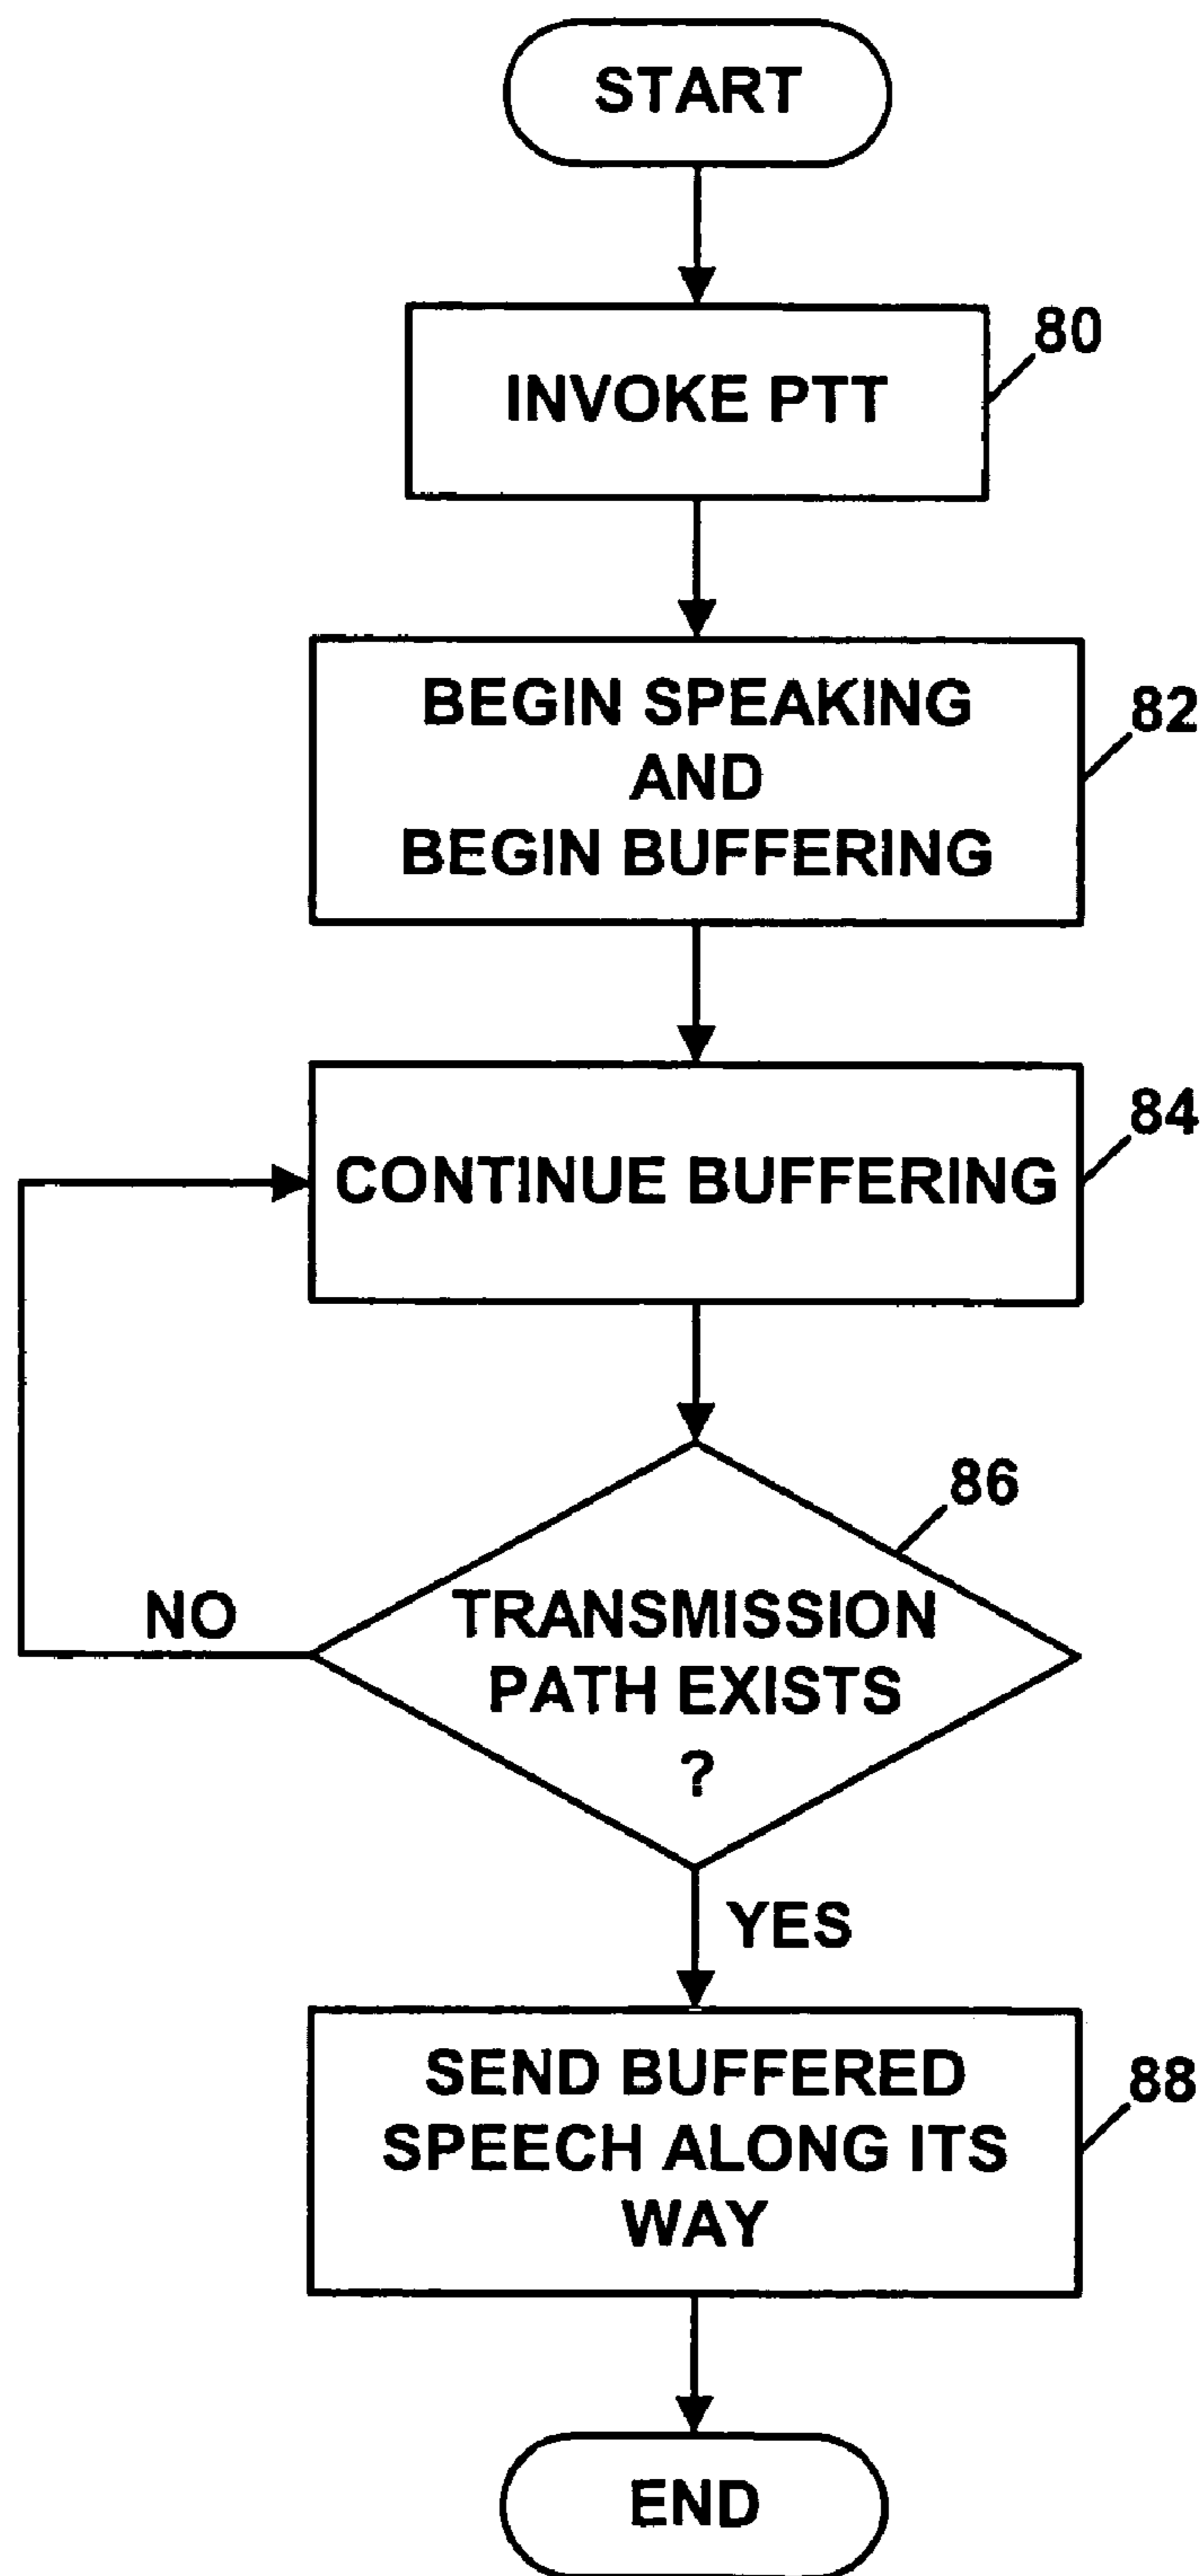 START
80
INVOKE PTT
82
BEGIN SPEAKING
AND
BEGIN BUFFERING
84
CONTINUE BUFFERING
86
TRANSMISSION
PATH EXISTS
?
NO
YES
88
SEND BUFFERED
SPEECH ALONG ITS
WAY
END